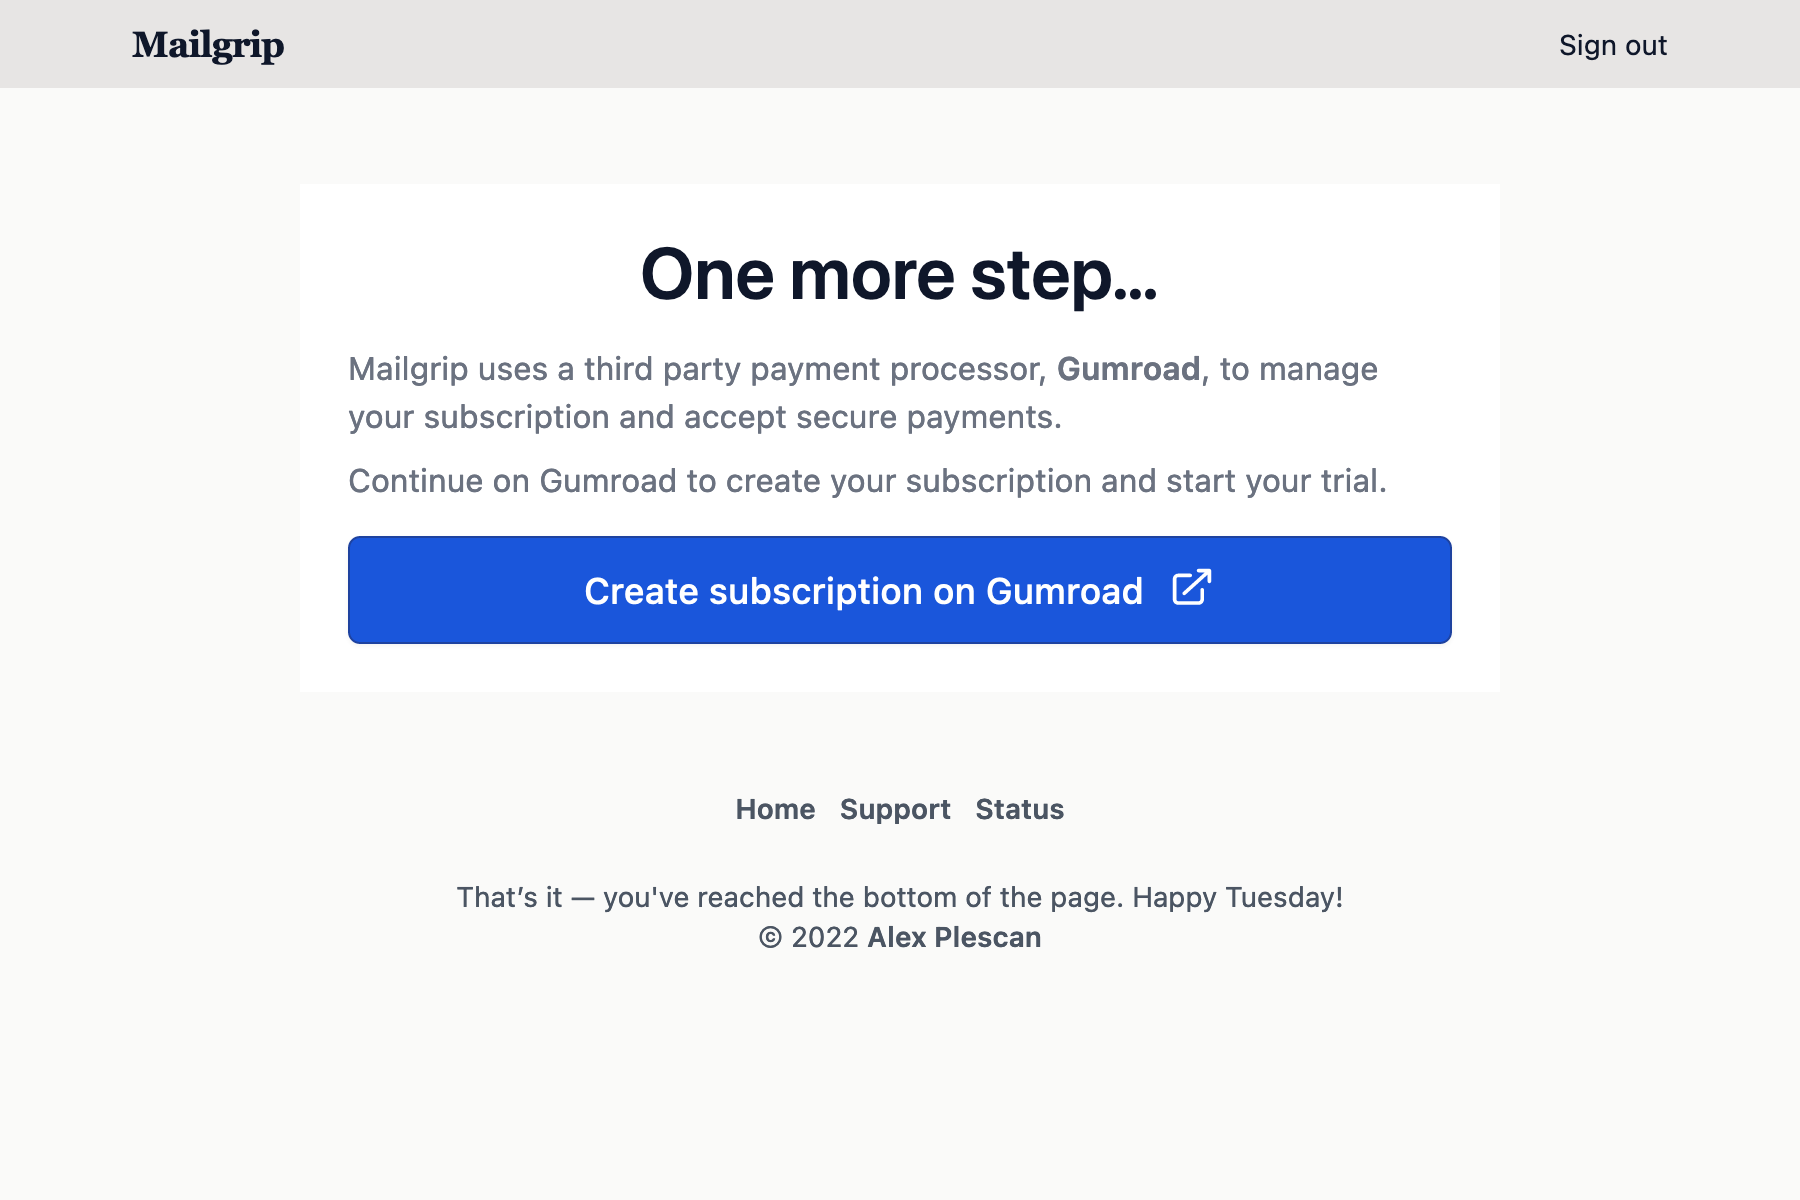 Mailgrip
Sign out
One more step...
Mailgrip uses a third party payment processor, Gumroad, to manage
your subscription and accept secure payments.
Continue on Gumroad to create your subscription and start your trial.
Create subscription on Gumroad
Home Support Status
That’s it — you've reached the bottom of the page. Happy Tuesday!
© 2022 Alex Plescan